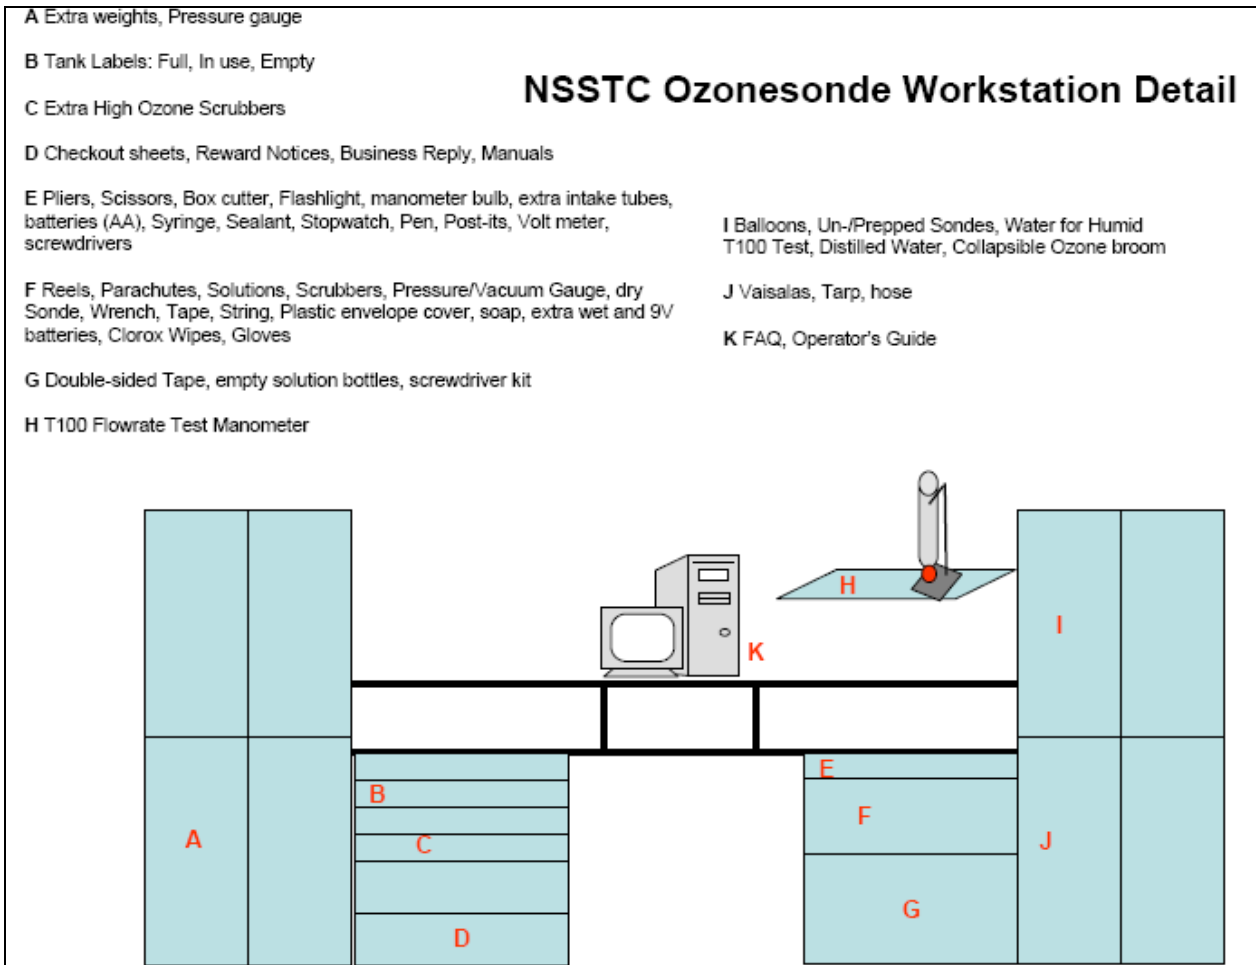 A Extra weights, Pressure gauge
B Tank Labels: Full, In use, Empty
NSSTC Ozonesonde Workstation Detail
C Extra High Ozone Scrubbers
D Checkout sheets, Reward Notices, Business Reply, Manuals
E Pliers, Scissors, Box cutter, Flashlight, manometer bulb, extra intake tubes,
batteries (AA), Syringe, Sealant, Stopwatch, Pen, Post-its, Volt meter,
screwdrivers
F Reels, Parachutes, Solutions, Scrubbers, Pressure/Vacuum Gauge, dry
Sonde, Wrench, Tape, String, Plastic envelope cover, soap, extra wet and 9V
batteries, Clorox Wipes, Gloves
G Double-sided Tape, empty solution bottles, screwdriver kit
H T100 Flowrate Test Manometer
I Balloons, Un-/Prepped Sondes, Water for Humid
T100 Test, Distilled Water, Collapsible Ozone broom
J Vaisalas, Tarp, hose
K FAQ, Operator's Guide
H
I
K
E
B
F
A
C
J
G
D